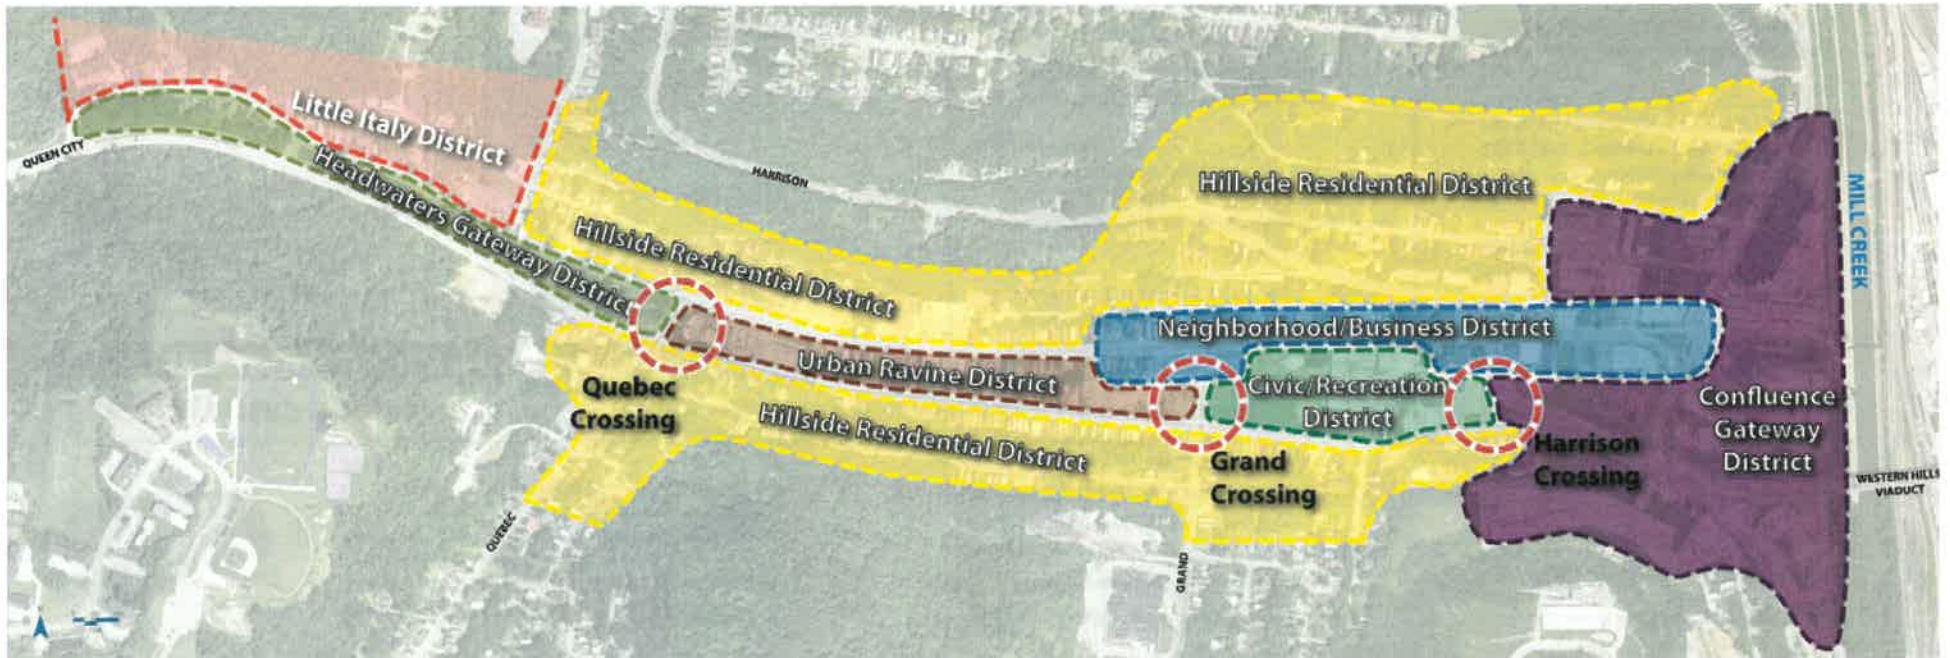 Little Italy District
QUEEN CITY
Headwaters Gateway District
HARRISON
Hillside Residential District
MILL CREEK
Hillside Residential District
Neighborhood/Business District
Urban Ravine District
Quebec
Crossing
Civic/Recreation
District
Hillside Residential District
Confluence
Gateway
District
Grand
Crossing
Harrison
Crossing
WESTERN HILLS
VIADUCT
QUEBEC
GRAND